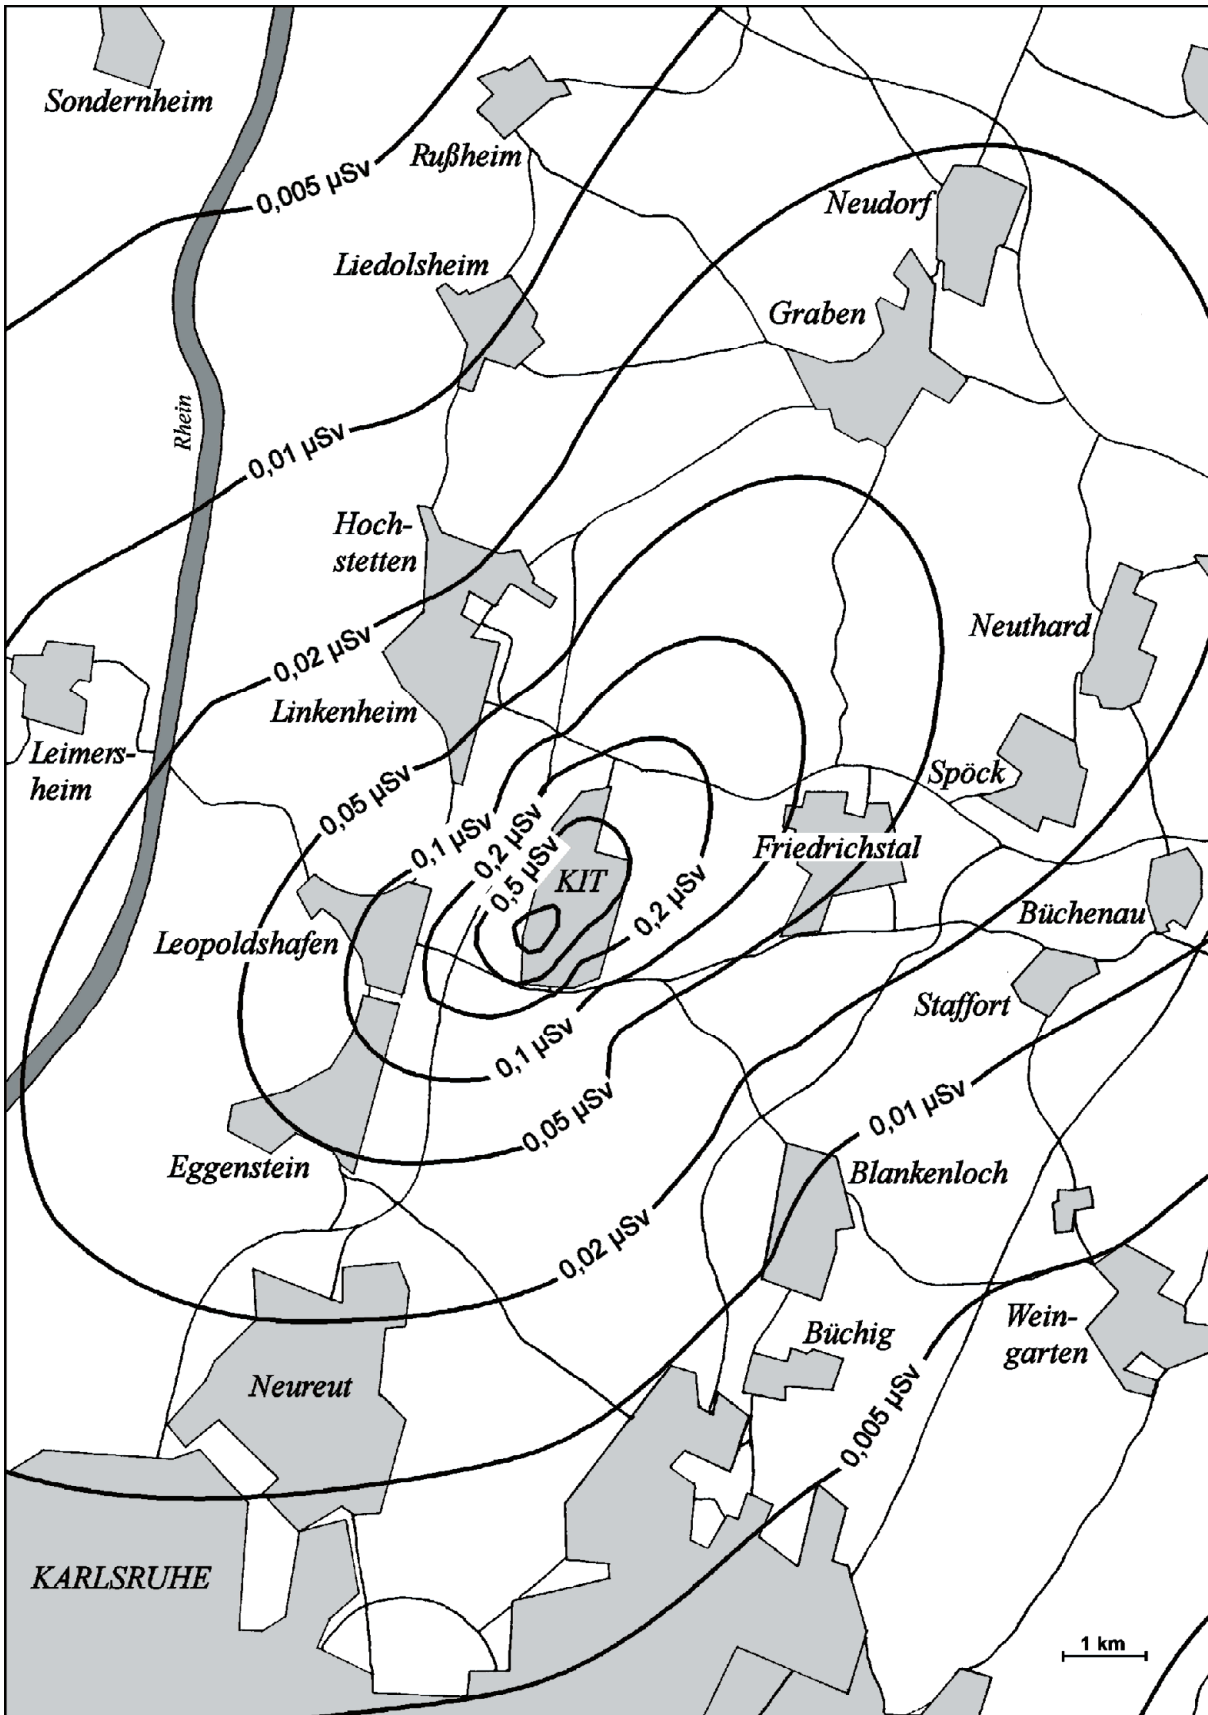 Sondernheim
Rußheim
0,005 µSv
Neudorf
Liedolsheim
Graben
Rhein
0,01 µSv
Hoch-
stetten
Neuthard
0,02 µSv
Linkenheim
Leimers-
heim
Spöck
0,05 µSv
0,1 µSv
0,2 µSv
0,5 µSv
KIT
Friedrichstal
0,2 µSv
Büchenau
Leopoldshafen
Staffort
0,1 µSv
0,05 µSv
0,01 µSv
Eggenstein
Blankenloch
0,02 µSv
Büchig
Wein-
garten
Neureut
0,005 µSv
KARLSRUHE
1 km